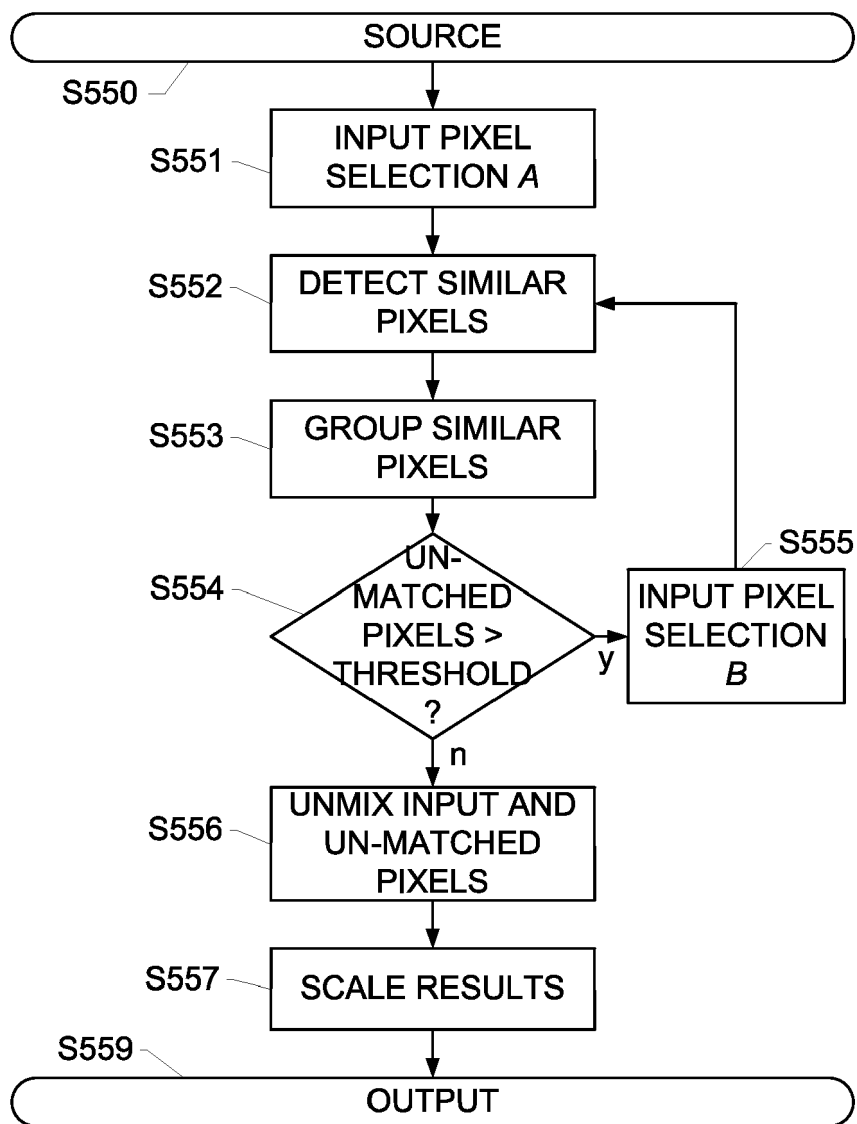 SOURCE
S550
INPUT PIXEL
SELECTION A
S551
DETECT SIMILAR
PIXELS
S552
GROUP SIMILAR
PIXELS
S553
UN-
MATCHED
PIXELS >
THRESHOLD
?
S554
y
n
S555
INPUT PIXEL
SELECTION
B
UNMIX INPUT AND
UN-MATCHED
PIXELS
S556
SCALE RESULTS
S557
S559
OUTPUT